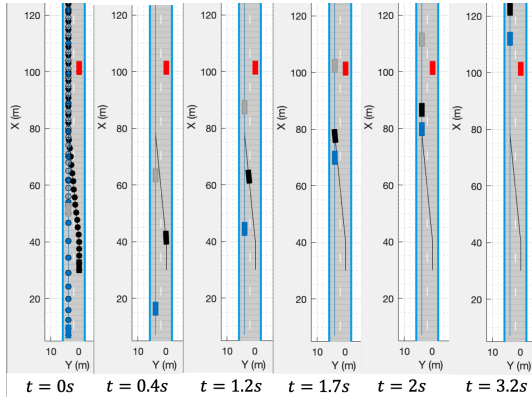 120 120 120 120 120 120
100 100 100 100 100 100
X (m) X (m) X (m) X (m) X (m) X (m)
80 80 80 80 80 80
60 60 60 60 60 60
40 40 40 40 40 40
20 20 20 20 20 20
10 0 10 0 10 0 10 0 10 0 10 0
Y (m) Y (m) Y (m) Y (m) Y (m) Y (m)
t = 0s t = 0.4s t = 1.2s t = 1.7s t = 2s t = 3.2s